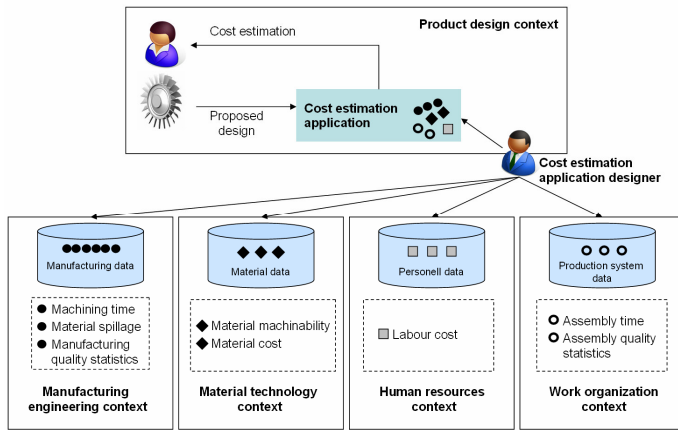 Product design context
Cost estimation
Proposed
design
Cost estimation
application
Cost estimation
application designer
Manufacturing data
Machining time
Material spillage
Manufacturing
quality statistics
Manufacturing
engineering context
Material data
Material machinability
Material cost
Material technology
context
Personell data
Labour cost
Human resources
context
Production system
data
Assembly time
Assembly quality
statistics
Work organization
context